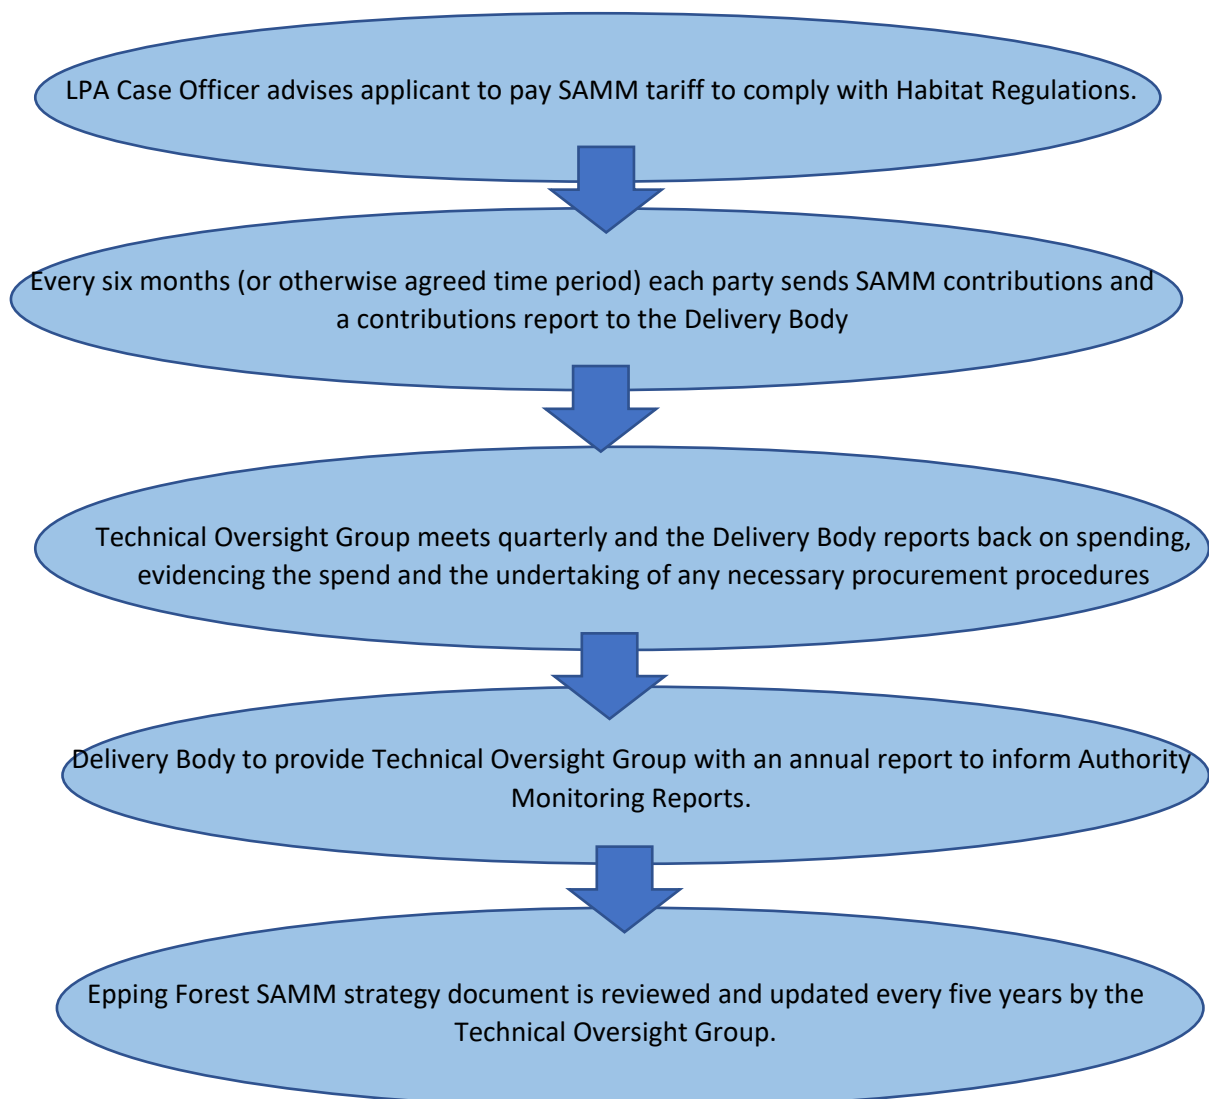 LPA Case Officer advises applicant to pay SAMM tariff to comply with Habitat Regulations.
Every six months (or otherwise agreed time period) each party sends SAMM contributions and
a contributions report to the Delivery Body
Technical Oversight Group meets quarterly and the Delivery Body reports back on spending,
evidencing the spend and the undertaking of any necessary procurement procedures
Delivery Body to provide Technical Oversight Group with an annual report to inform Authority
Monitoring Reports.
Epping Forest SAMM strategy document is reviewed and updated every five years by the
Technical Oversight Group.